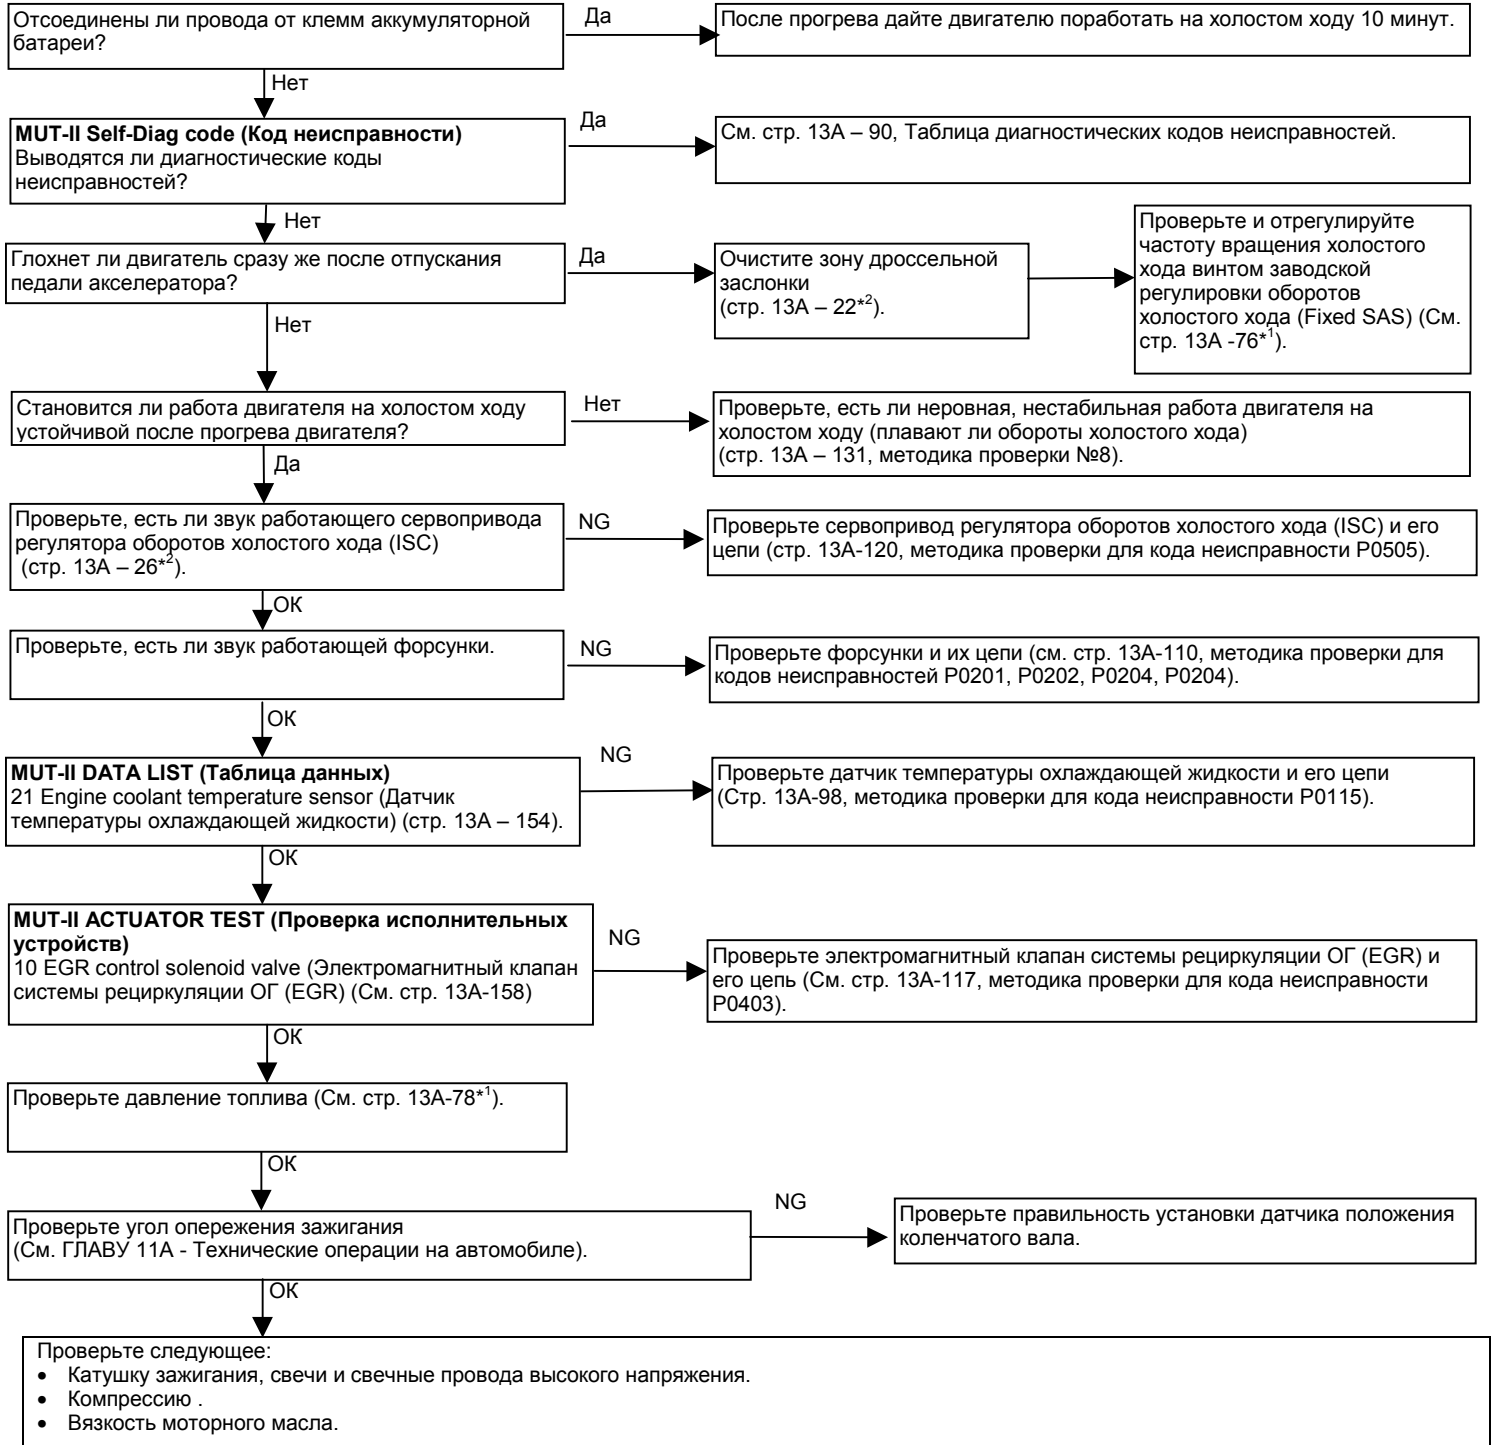 Отсоединены ли провода от клемм аккумуляторной
батареи?
Да
После прогрева дайте двигателю поработать на холостом ходу 10 минут.
Нет
MUT-II Self-Diag code (Код неисправности)
Выводятся ли диагностические коды
неисправностей?
Да
См. стр. 13А – 90, Таблица диагностических кодов неисправностей.
Нет
Глохнет ли двигатель сразу же после отпускания
педали акселератора?
Да
Очистите зону дроссельной
заслонки
(стр. 13А – 22*²).
Проверьте и отрегулируйте
частоту вращения холостого
хода винтом заводской
регулировки оборотов
холостого хода (Fixed SAS) (См.
стр. 13А -76*¹).
Нет
Становится ли работа двигателя на холостом ходу
устойчивой после прогрева двигателя?
Нет
Проверьте, есть ли неровная, нестабильная работа двигателя на
холостом ходу (плавают ли обороты холостого хода)
(стр. 13А – 131, методика проверки №8).
Да
Проверьте, есть ли звук работающего сервопривода
регулятора оборотов холостого хода (ISC)
(стр. 13А – 26*²).
NG
Проверьте сервопривод регулятора оборотов холостого хода (ISC) и его
цепи (стр. 13А-120, методика проверки для кода неисправности P0505).
ОК
Проверьте, есть ли звук работающей форсунки.
NG
Проверьте форсунки и их цепи (см. стр. 13А-110, методика проверки для
кодов неисправностей P0201, P0202, P0204, P0204).
ОК
MUT-II DATA LIST (Таблица данных)
21 Engine coolant temperature sensor (Датчик
температуры охлаждающей жидкости) (стр. 13А – 154).
NG
Проверьте датчик температуры охлаждающей жидкости и его цепи
(Стр. 13А-98, методика проверки для кода неисправности P0115).
ОК
MUT-II ACTUATOR TEST (Проверка исполнительных
устройств)
10 EGR control solenoid valve (Электромагнитный клапан
системы рециркуляции ОГ (EGR) (См. стр. 13А-158)
NG
Проверьте электромагнитный клапан системы рециркуляции ОГ (EGR) и
его цепь (См. стр. 13А-117, методика проверки для кода неисправности
P0403).
ОК
Проверьте давление топлива (См. стр. 13А-78*¹).
ОК
Проверьте угол опережения зажигания
(См. ГЛАВУ 11А - Технические операции на автомобиле).
NG
Проверьте правильность установки датчика положения
коленчатого вала.
ОК
Проверьте следующее:
• Катушку зажигания, свечи и свечные провода высокого напряжения.
• Компрессию .
• Вязкость моторного масла.